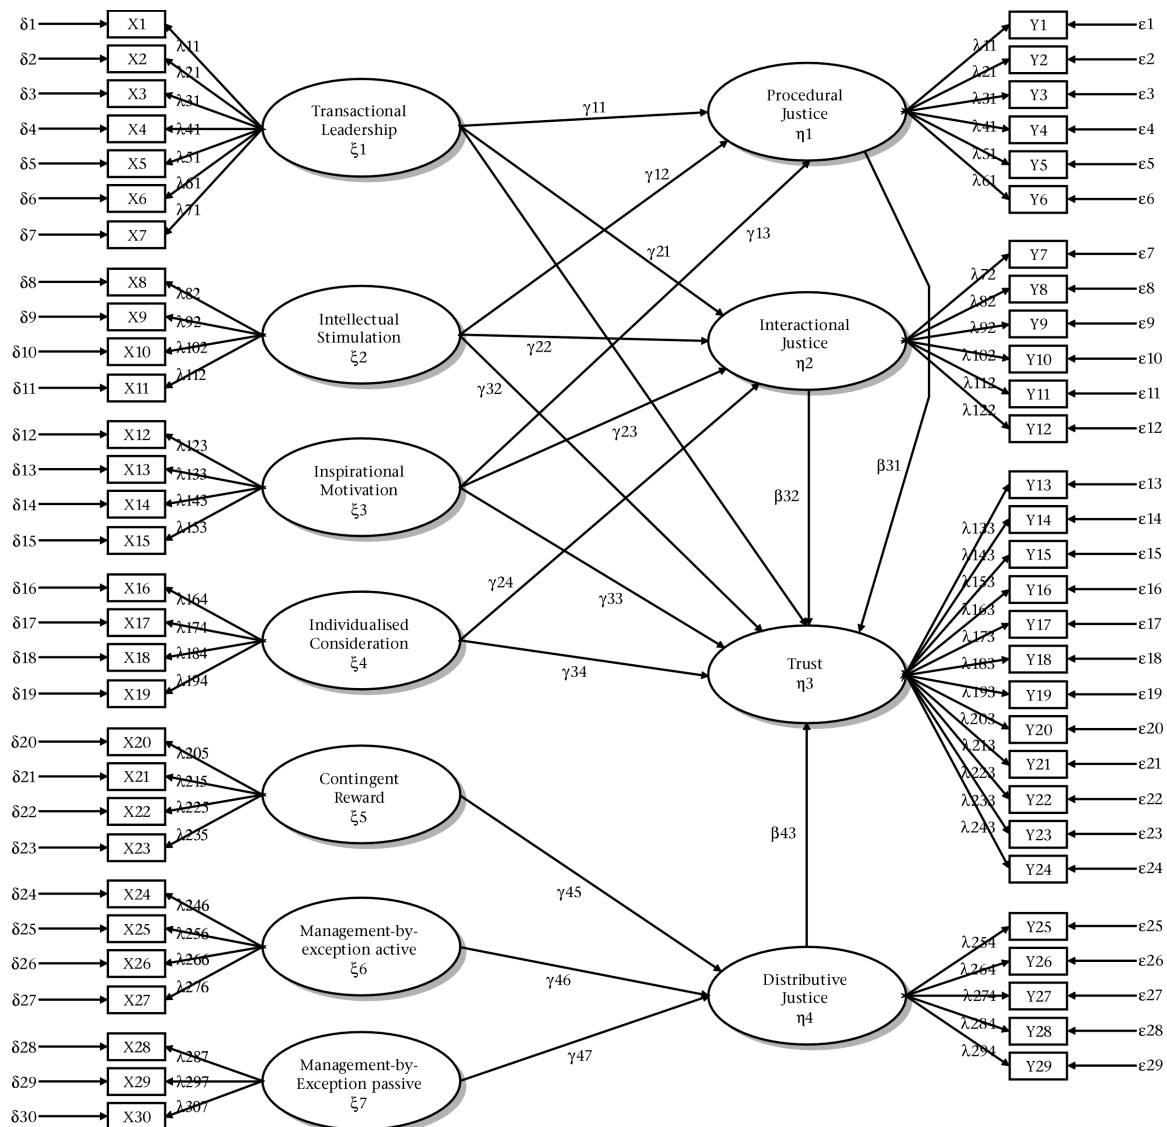 δ1 X1
δ2 X2
δ3 X3
δ4 X4
δ5 X5
δ6 X6
δ7 X7
λ11
λ21
λ31
λ41
λ51
λ61
λ71
Transactional
Leadership
ξ1
δ8 X8
δ9 X9
δ10 X10
δ11 X11
λ82
λ92
λ102
λ112
Intellectual
Stimulation
ξ2
δ12 X12
δ13 X13
δ14 X14
δ15 X15
λ123
λ133
λ143
λ153
Inspirational
Motivation
ξ3
δ16 X16
δ17 X17
δ18 X18
δ19 X19
λ164
λ174
λ184
λ194
Individualised
Consideration
ξ4
δ20 X20
δ21 X21
δ22 X22
δ23 X23
λ205
λ215
λ225
λ235
Contingent
Reward
ξ5
δ24 X24
δ25 X25
δ26 X26
δ27 X27
λ246
λ256
λ266
λ276
Management-by-
exception active
ξ6
δ28 X28
δ29 X29
δ30 X30
λ287
λ297
λ307
Management-by-
Exception passive
ξ7
γ11
γ12
γ13
γ21
γ22
γ32
γ23
γ24
γ33
γ34
γ45
γ46
γ47
β31
β32
β43
Procedural
Justice
η1
λ11
λ21
λ31
λ41
λ51
λ61
Y1 ε1
Y2 ε2
Y3 ε3
Y4 ε4
Y5 ε5
Y6 ε6
Interactional
Justice
η2
λ72
λ82
λ92
λ102
λ112
λ122
Y7 ε7
Y8 ε8
Y9 ε9
Y10 ε10
Y11 ε11
Y12 ε12
Trust
η3
λ133
λ143
λ153
λ163
λ173
λ183
λ193
λ203
λ213
λ223
λ233
λ243
Y13 ε13
Y14 ε14
Y15 ε15
Y16 ε16
Y17 ε17
Y18 ε18
Y19 ε19
Y20 ε20
Y21 ε21
Y22 ε22
Y23 ε23
Y24 ε24
Distributive
Justice
η4
λ254
λ264
λ274
λ284
λ294
Y25 ε25
Y26 ε26
Y27 ε27
Y28 ε28
Y29 ε29